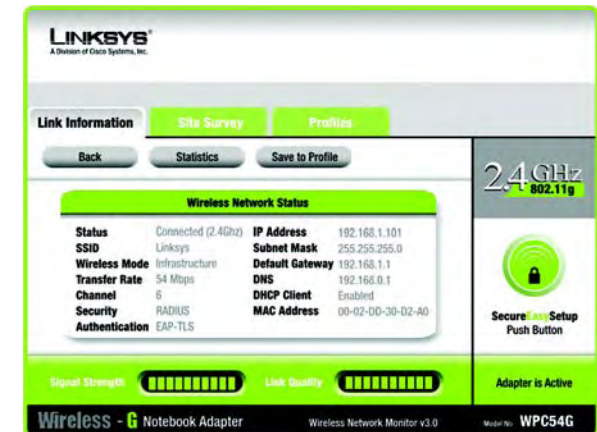 LINKSYS®
A Division of Cisco Systems, Inc.
Link Information
Site Survey
Profiles
Back
Statistics
Save to Profile
2.4 GHz
802.11g
Wireless Network Status
Status Connected (2.4Ghz) IP Address 192.168.1.101
SSID Linksys Subnet Mask 255.255.255.0
Wireless Mode Infrastructure Default Gateway 192.168.1.1
Transfer Rate 54 Mbps DNS 192.168.0.1
Channel 6 DHCP Client Enabled
Security RADIUS MAC Address 00-02-DD-30-D2-A0
Authentication EAP-TLS
SecureEasySetup
Push Button
Signal Strength
Link Quality
Adapter is Active
Wireless - G Notebook Adapter
Wireless Network Monitor v3.0
Model No. WPC54G